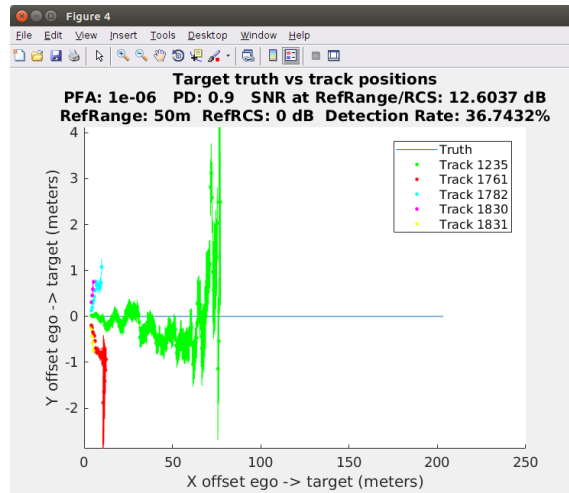 Figure 4
File Edit View Insert Tools Desktop Window Help
Target truth vs track positions
PFA: 1e-06 PD: 0.9 SNR at RefRange/RCS: 12.6037 dB
RefRange: 50m RefRCS: 0 dB Detection Rate: 36.7432%
Truth
Track 1235
Track 1761
Track 1782
Track 1830
Track 1831
Y offset ego -> target (meters)
4
3
2
1
0
-1
-2
0 50 100 150 200 250
X offset ego -> target (meters)